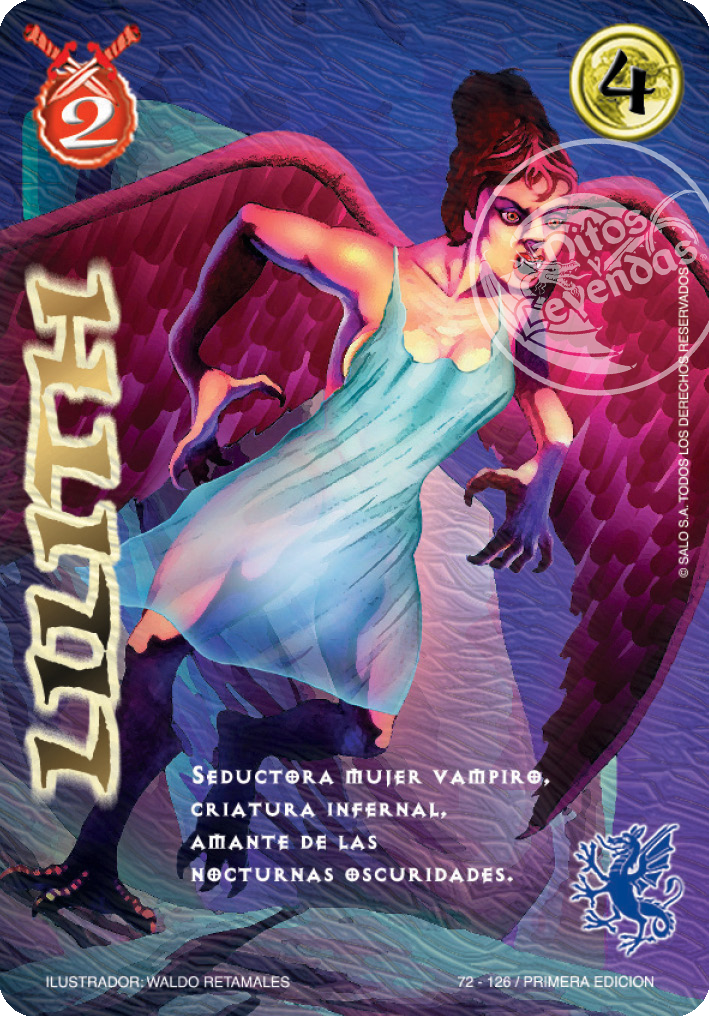 2
4
Mitos
y
Leyendas
LILITH
© SALO S.A. TODOS LOS DERECHOS RESERVADOS
SEDUCTORA MUJER VAMPIRO,
CRIATURA INFERNAL,
AMANTE DE LAS
NOCTURNAS OSCURIDADES.
ILUSTRADOR: WALDO RETAMALES
72 - 126 / PRIMERA EDICION